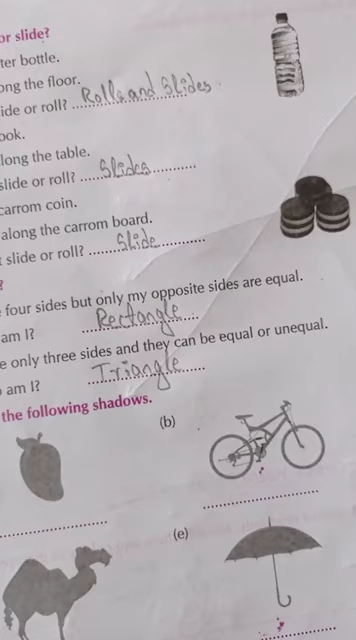 or slide?
ter bottle.
ong the floor.
ide or roll? Rolls and Slides
ook.
long the table.
slide or roll? Slides
carrom coin.
along the carrom board.
slide or roll? Slide
?
four sides but only my opposite sides are equal.
am I? Rectangle
e only three sides and they can be equal or unequal.
am I? Triangle
the following shadows.
(b)
(e)